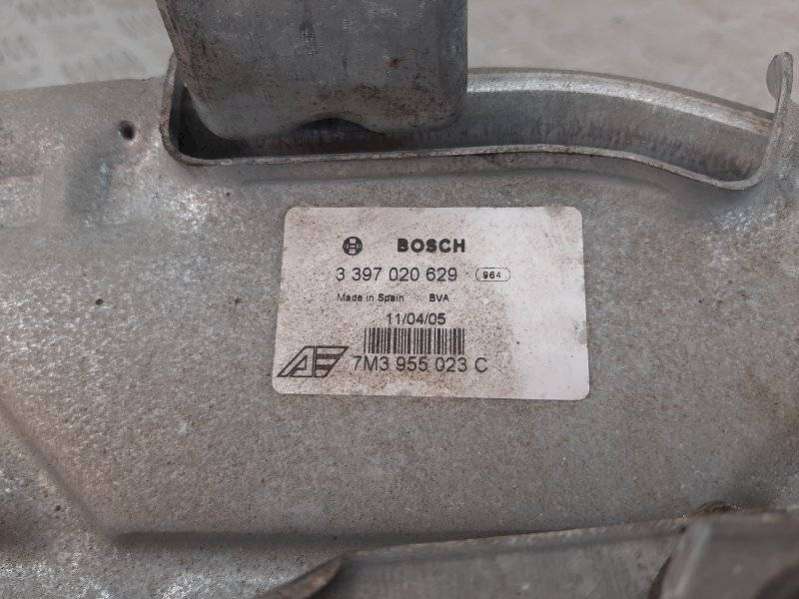 BOSCH
3 397 020 629 964
Made in Spain BVA
11/04/05
7M3 955 023 C